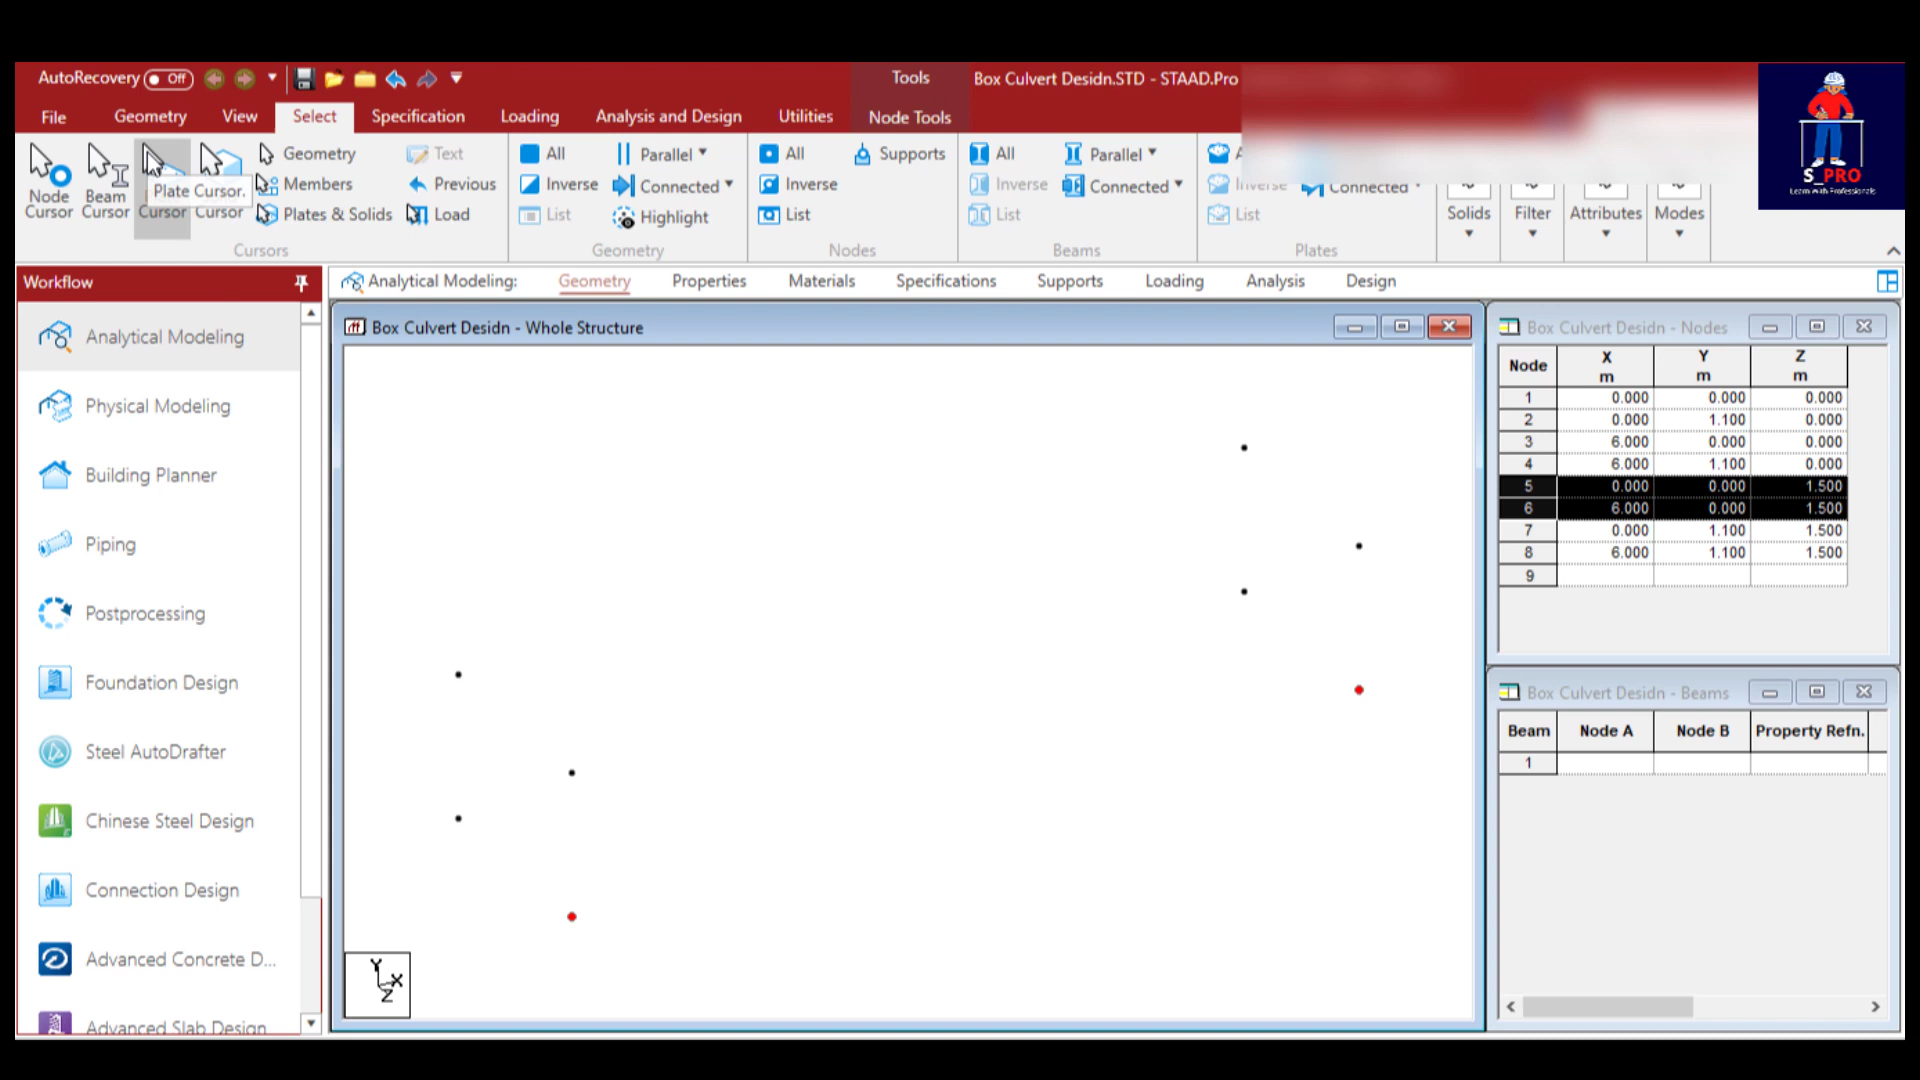 AutoRecovery Off
Tools
Box Culvert Desidn.STD - STAAD.Pro
File Geometry View Select Specification Loading Analysis and Design Utilities Node Tools
Node Cursor
Beam Cursor
Cursor
Cursor
Plate Cursor.
Geometry
Members
Plates & Solids
Text
Previous
Load
Cursors
All
Inverse
List
Parallel
Connected
Highlight
Geometry
All
Inverse
List
Supports
Nodes
All
Inverse
List
Parallel
Connected
Beams
Inverse
List
Connected
Plates
Solids
Filter
Attributes
Modes
S_PRO
Learn with Professionals
Workflow
Analytical Modeling
Physical Modeling
Building Planner
Piping
Postprocessing
Foundation Design
Steel AutoDrafter
Chinese Steel Design
Connection Design
Advanced Concrete D...
Advanced Slab Design
Analytical Modeling: Geometry Properties Materials Specifications Supports Loading Analysis Design
Box Culvert Desidn - Whole Structure
Y
X
Z
Box Culvert Desidn - Nodes
Node X m Y m Z m
1 0.000 0.000 0.000
2 0.000 1.100 0.000
3 6.000 0.000 0.000
4 6.000 1.100 0.000
5 0.000 0.000 1.500
6 6.000 0.000 1.500
7 0.000 1.100 1.500
8 6.000 1.100 1.500
9
Box Culvert Desidn - Beams
Beam Node A Node B Property Refn.
1